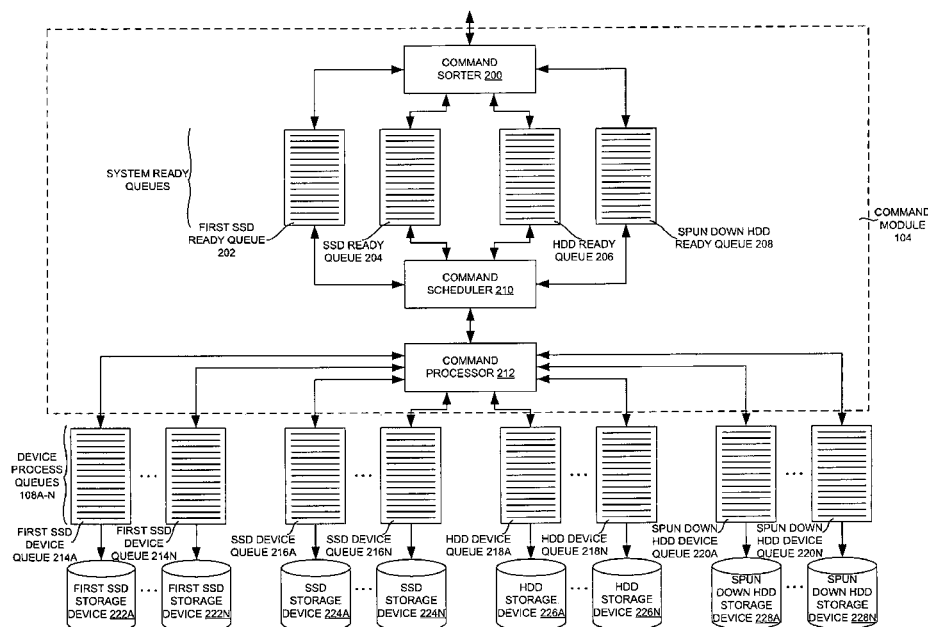 COMMAND
SORTER 200
SYSTEM READY
QUEUES
FIRST SSD
READY QUEUE
202
SSD READY
QUEUE 204
HDD READY
QUEUE 206
SPUN DOWN HDD
READY QUEUE 208
COMMAND
MODULE
104
COMMAND
SCHEDULER 210
COMMAND
PROCESSOR 212
DEVICE
PROCESS
QUEUES
108A-N
... ... ... ...
FIRST SSD
DEVICE
QUEUE 214A
FIRST SSD
DEVICE
QUEUE 214N
SSD DEVICE
QUEUE 216A
SSD DEVICE
QUEUE 216N
HDD DEVICE
QUEUE 218A
HDD DEVICE
QUEUE 218N
SPUN DOWN
HDD DEVICE
QUEUE 220A
SPUN DOWN
HDD DEVICE
QUEUE 220N
FIRST SSD
STORAGE
DEVICE 222A
...
FIRST SSD
STORAGE
DEVICE 222N
SSD
STORAGE
DEVICE 224A
...
SSD
STORAGE
DEVICE 224N
HDD
STORAGE
DEVICE 226A
...
HDD
STORAGE
DEVICE 226N
SPUN
DOWN HDD
STORAGE
DEVICE 228A
...
SPUN
DOWN HDD
STORAGE
DEVICE 228N